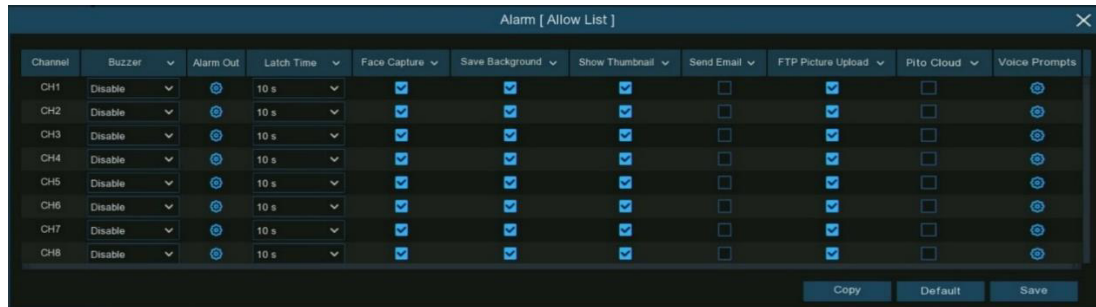 Alarm [ Allow List ]
Channel Buzzer Alarm Out Latch Time Face Capture Save Background Show Thumbnail Send Email FTP Picture Upload Pito Cloud Voice Prompts
CH1 Disable 10 s
CH2 Disable 10 s
CH3 Disable 10 s
CH4 Disable 10 s
CH5 Disable 10 s
CH6 Disable 10 s
CH7 Disable 10 s
CH8 Disable 10 s
Copy Default Save